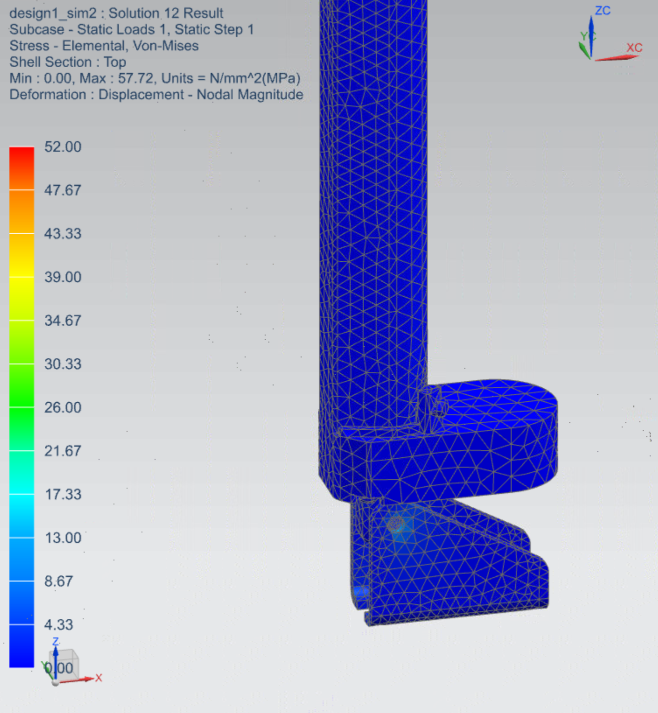 design1_sim2 : Solution 12 Result
Subcase - Static Loads 1, Static Step 1
Stress - Elemental, Von-Mises
Shell Section : Top
Min : 0.00, Max : 57.72, Units = N/mm^2(MPa)
Deformation : Displacement - Nodal Magnitude
ZC
YC
XC
52.00
47.67
43.33
39.00
34.67
30.33
26.00
21.67
17.33
13.00
8.67
4.33
0.00
Z
Y
X